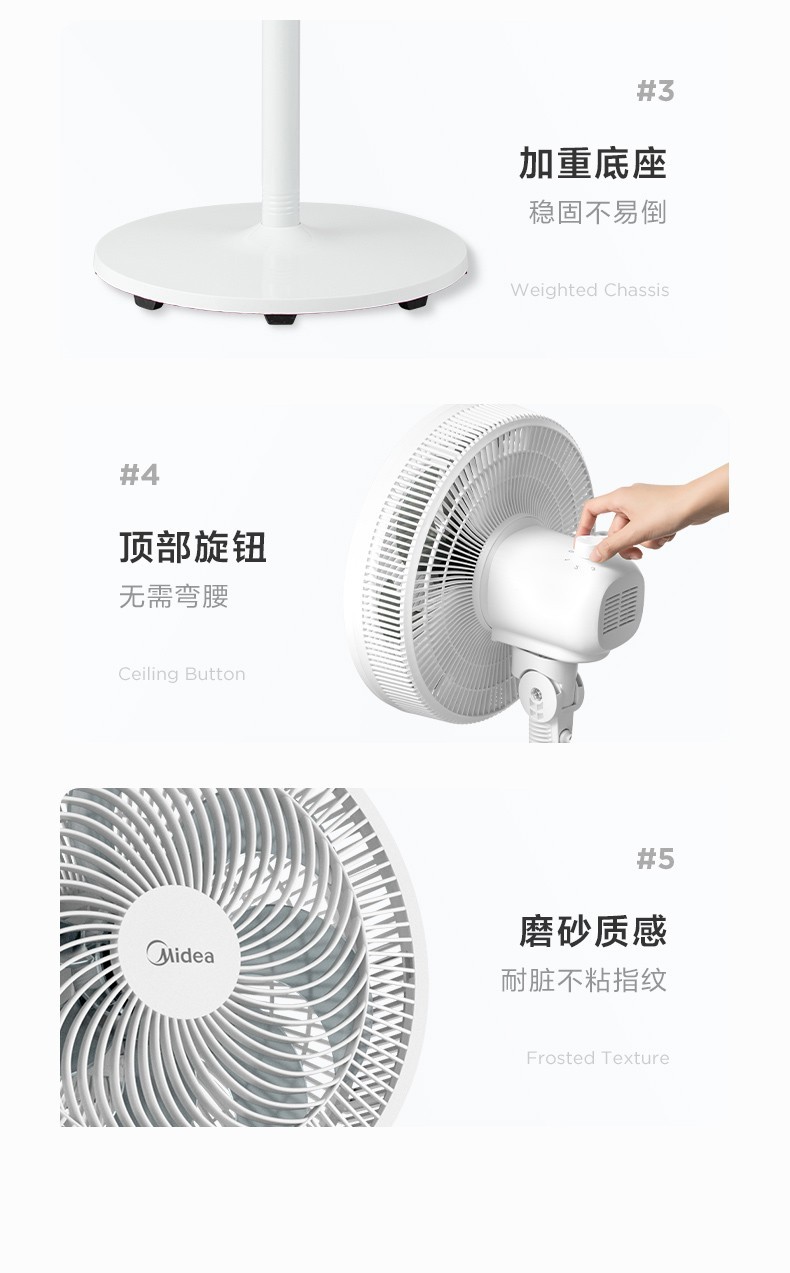 #3
加重底座
稳固不易倒
Weighted Chassis
#4
顶部旋钮
无需弯腰
Ceiling Button
Midea
#5
磨砂质感
耐脏不粘指纹
Frosted Texture